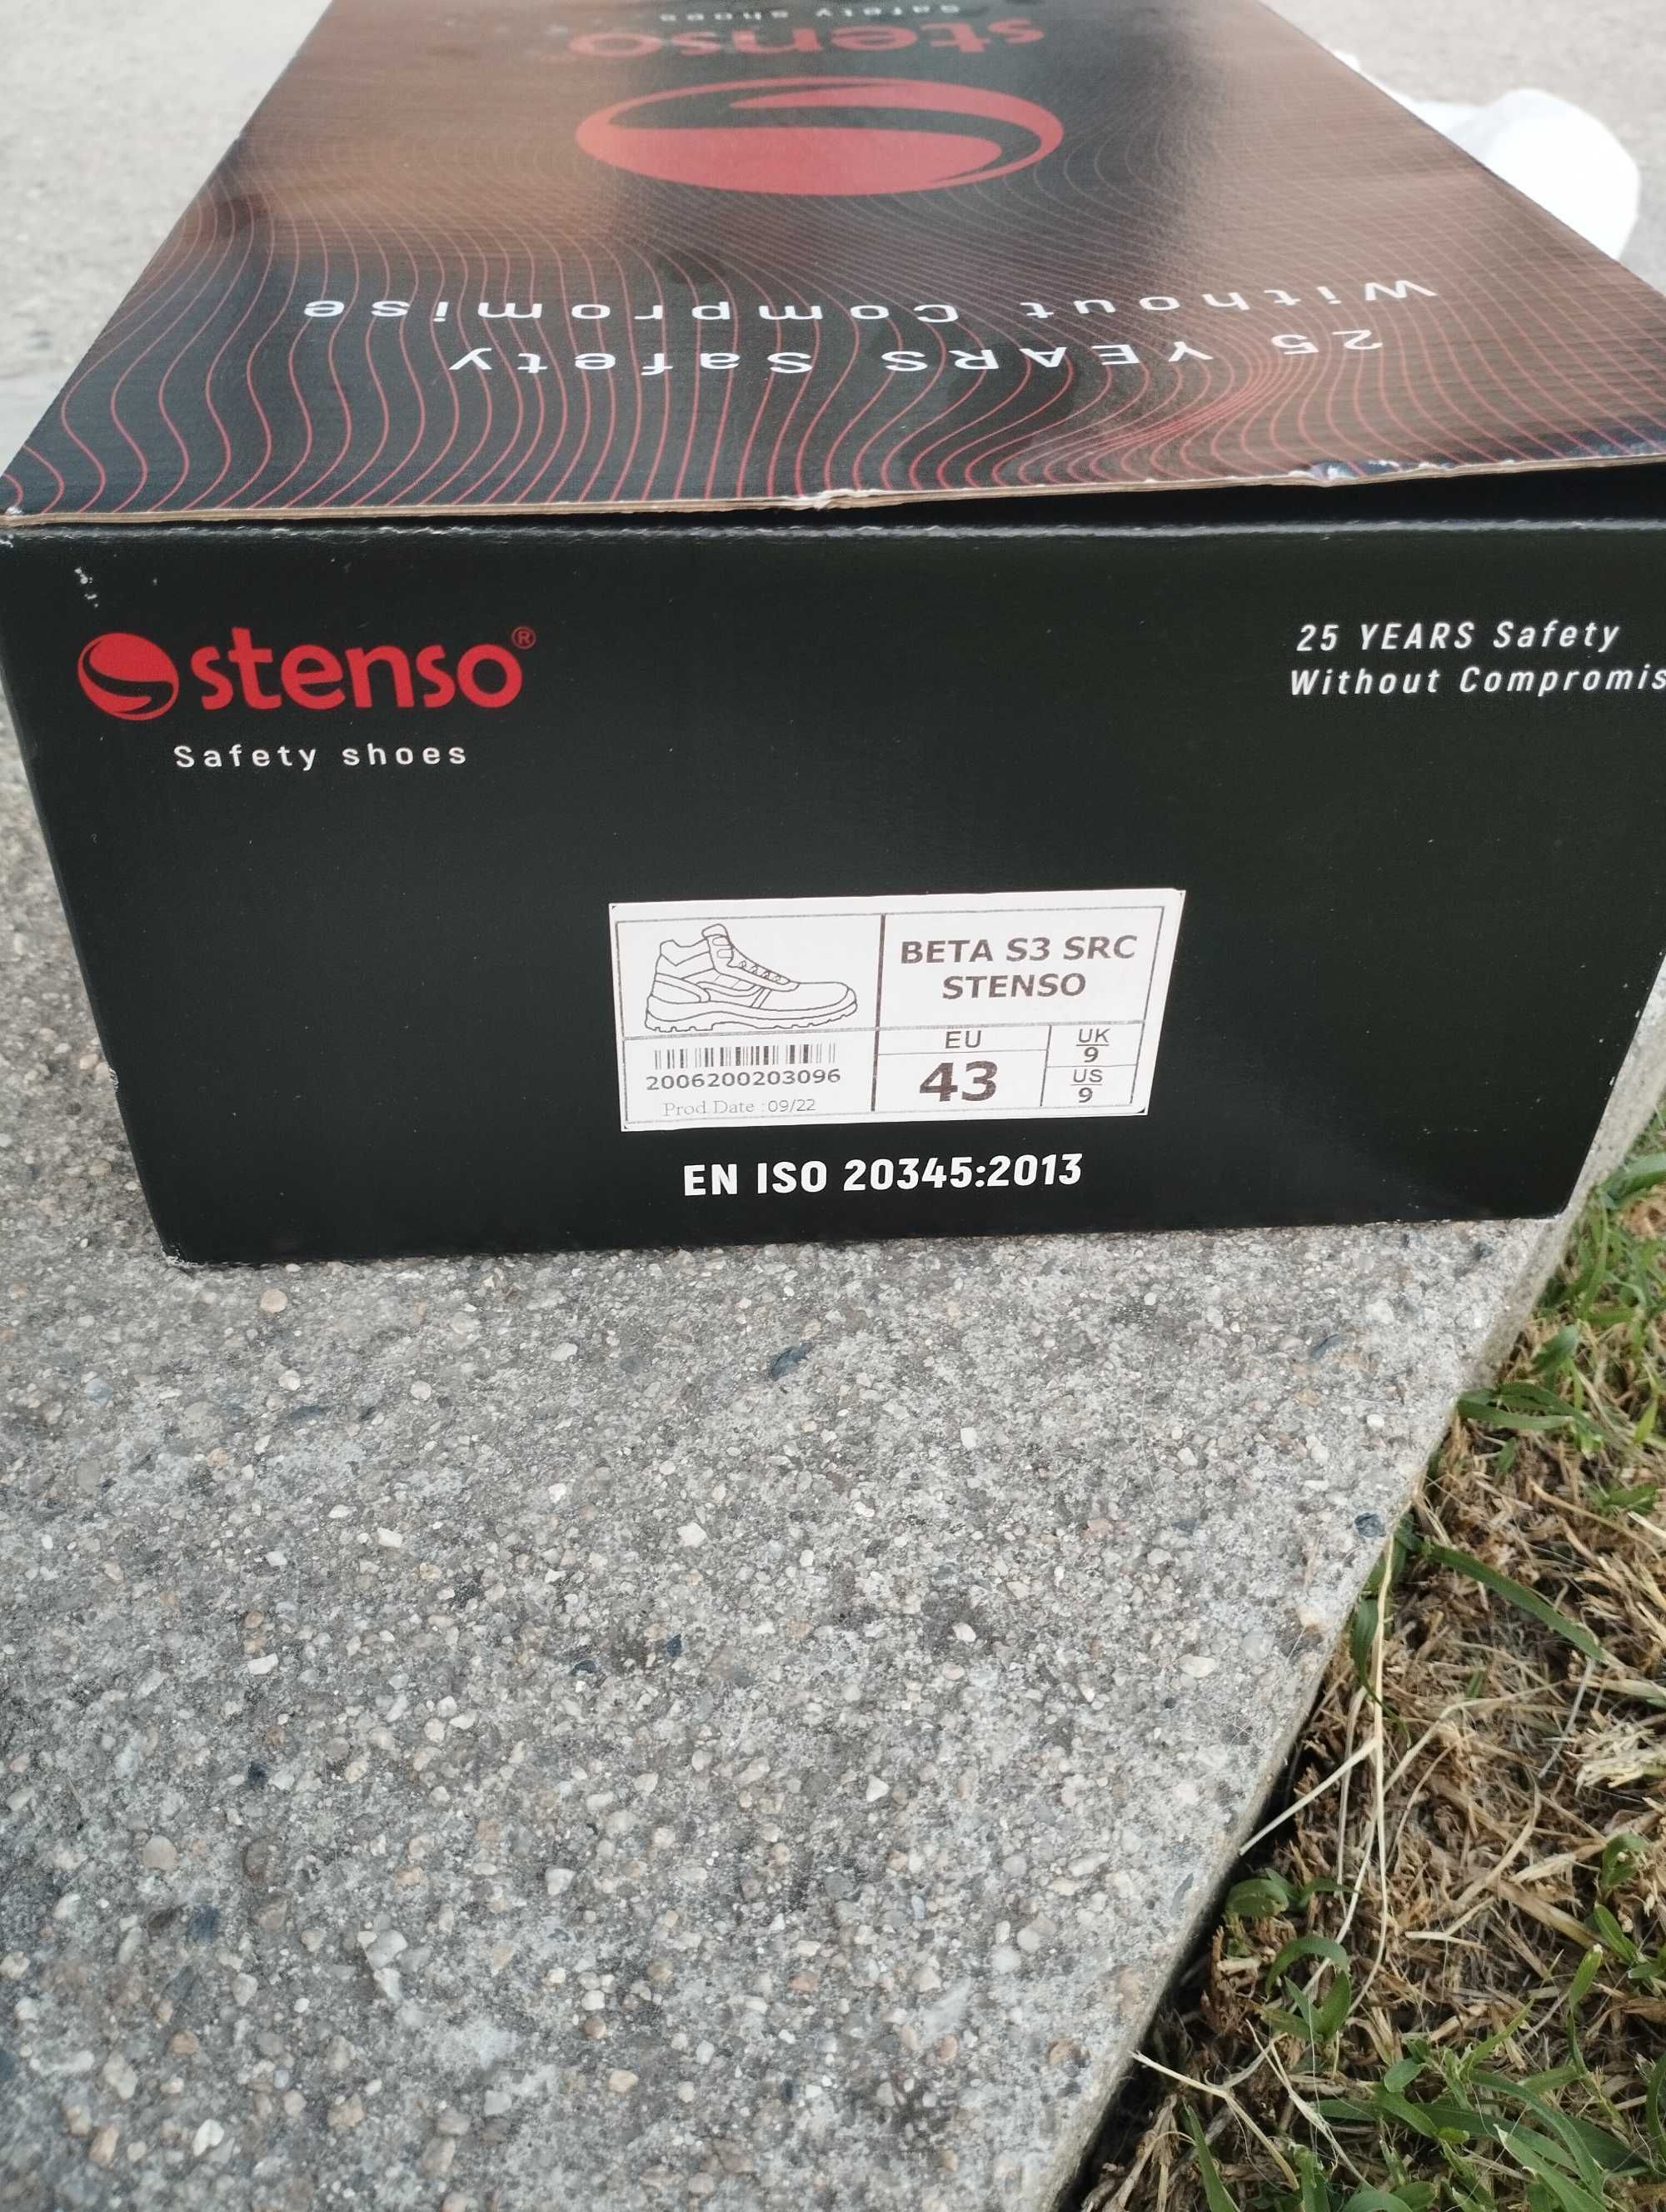 Safety shoes
stenso
Without Compromise
25 YEARS Safety
stenso®
Safety shoes
25 YEARS Safety
Without Compromis
BETA S3 SRC
STENSO
EU
43
UK
9
US
9
2006200203096
Prod.Date :09/22
EN ISO 20345:2013